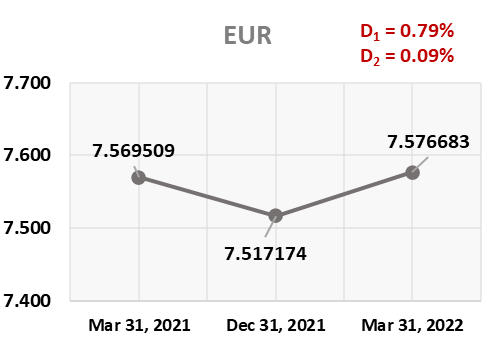 EUR
D₁ = 0.79%
D₂ = 0.09%
7.700
7.600
7.500
7.400
7.569509
7.517174
7.576683
Mar 31, 2021
Dec 31, 2021
Mar 31, 2022